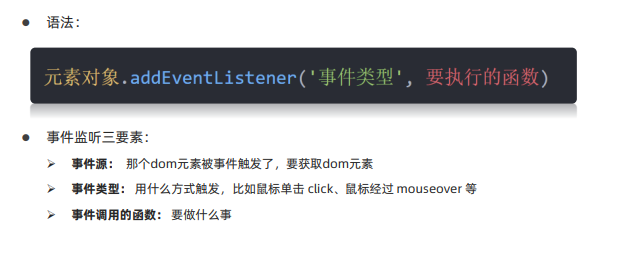 ● 语法：
元素对象.addEventListener('事件类型', 要执行的函数)
● 事件监听三要素：
➢ 事件源： 那个dom元素被事件触发了，要获取dom元素
➢ 事件类型： 用什么方式触发，比如鼠标单击 click、鼠标经过 mouseover 等
➢ 事件调用的函数： 要做什么事